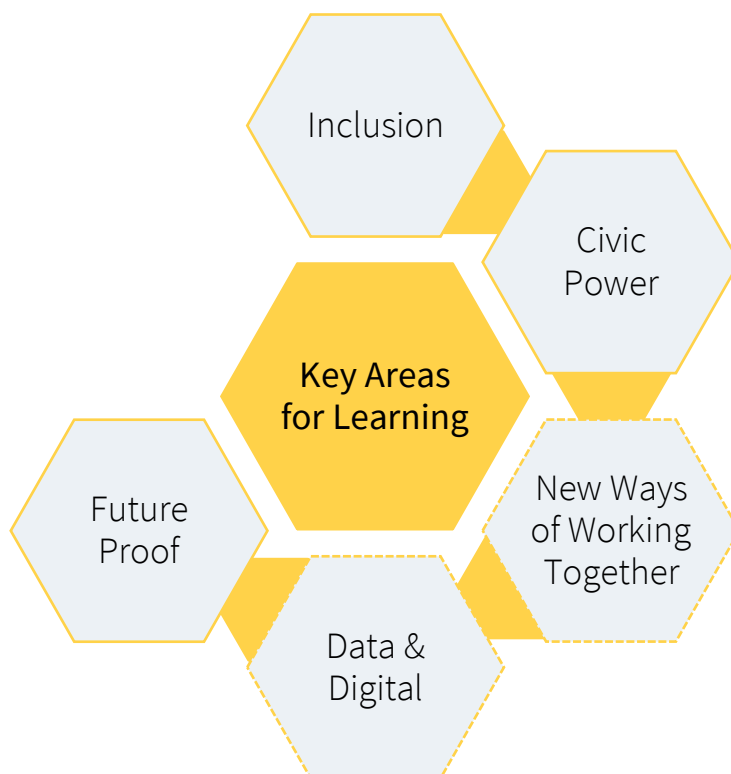 Inclusion
Civic
Power
Key Areas
for Learning
New Ways
of Working
Together
Future
Proof
Data &
Digital